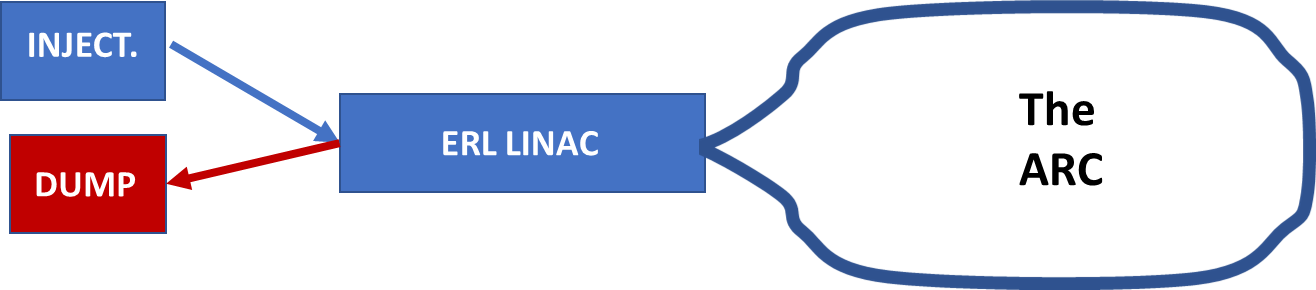 INJECT.
DUMP
ERL LINAC
The
ARC